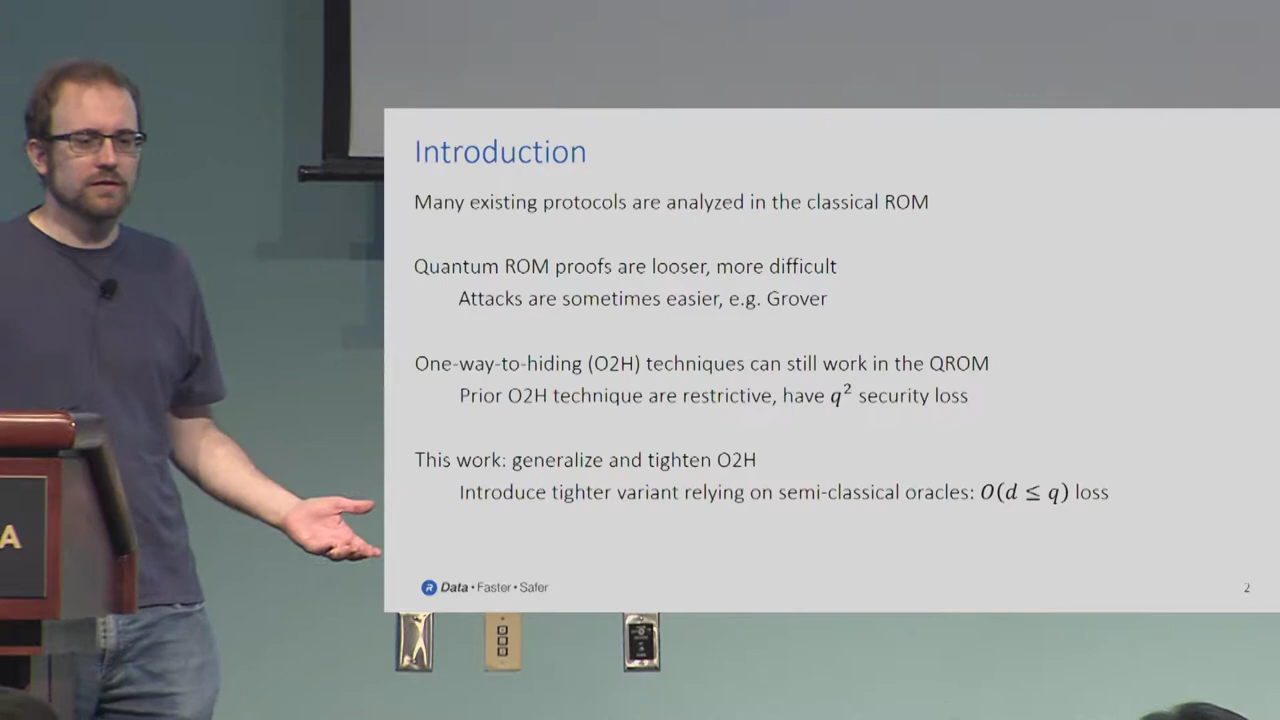 Introduction
Many existing protocols are analyzed in the classical ROM
Quantum ROM proofs are looser, more difficult
Attacks are sometimes easier, e.g. Grover
One-way-to-hiding (O2H) techniques can still work in the QROM
Prior O2H technique are restrictive, have q² security loss
This work: generalize and tighten O2H
Introduce tighter variant relying on semi-classical oracles: O(d ≤ q) loss
R Data • Faster • Safer
2
A